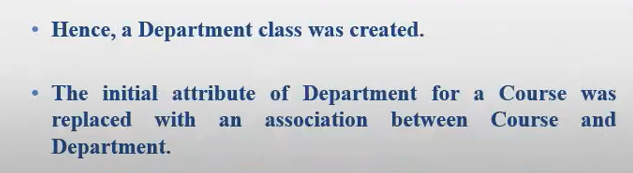 • Hence, a Department class was created.
• The initial attribute of Department for a Course was
replaced with an association between Course and
Department.